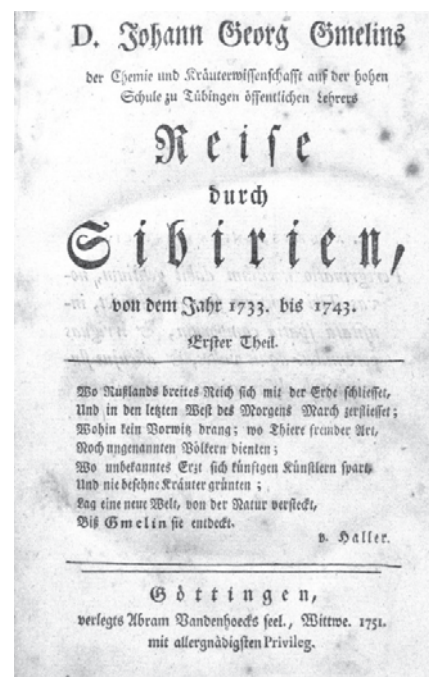 D. Johann Georg Gmelins
der Chemie und Kräuterwissenschafft auf der hohen
Schule zu Tübingen öffentlichen Lehrers
Reise
durch
Sibirien,
von dem Jahr 1733. bis 1743.
Erster Theil.
Wo Rußlands breites Reich sich mit der Erde schliesset,
Und in den letzten West des Morgens March zerfliesset;
Wohin kein Vorwitz drang; wo Thiere fremder Art,
Noch ungenannten Völkern dienten;
Wo unbekanntes Erzt sich künftgen Künstlern spart,
Und nie besehne Kräuter grünten;
Lag eine neue Welt, von der Natur versteckt,
Biß Gmelin sie entdeckt.
v. Haller.
Göttingen,
verlegts Abram Vandenhoecks seel., Wittwe. 1751.
mit allergnädigsten Privileg.